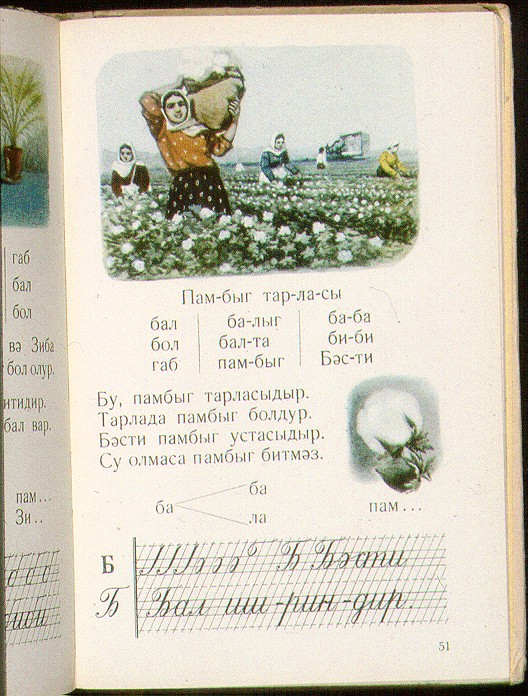 габ
бал
бол
вә Зиба
бол олур.
итидир.
бал вар.
пам...
Зи..
Пам-быг тар-ла-сы
бал ба-лыг ба-ба
бол бал-та би-би
габ пам-быг Бәс-ти
Бу, памбыг тарласыдыр.
Тарлада памбыг болдур.
Бәсти памбыг устасыдыр.
Су олмаса памбыг битмәз.
ба
ба
ла
пам...
Б Б Бәсти
Б Бал ши-рин-дир.
51